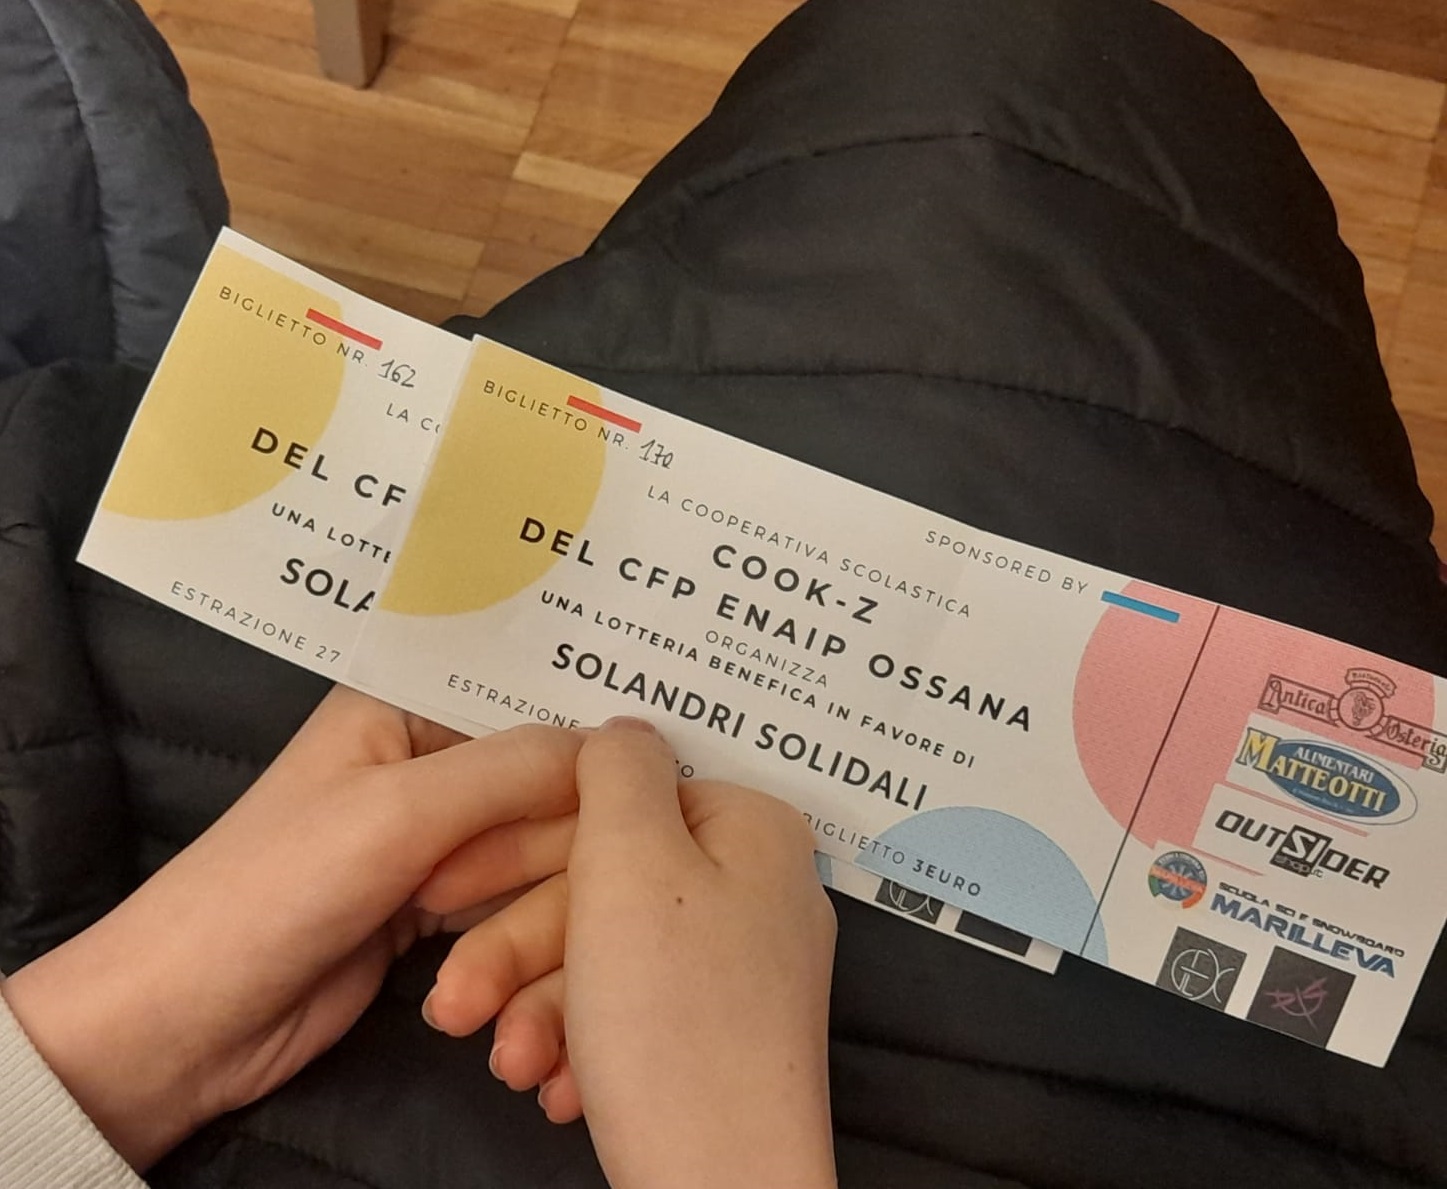 BIGLIETTO NR. 162
LA CO
DEL CF
UNA LOTTE
SOLA
ESTRAZIONE 27
BIGLIETTO NR. 170
LA COOPERATIVA SCOLASTICA
COOK-Z
DEL CFP ENAIP OSSANA
ORGANIZZA
UNA LOTTERIA BENEFICA IN FAVORE DI
SOLANDRI SOLIDALI
ESTRAZIONE
BIGLIETTO 3EURO
SPONSORED BY
Antica Osteria
ALIMENTARI
MATTEOTTI
OUTSIDER
shop.it
SCUOLA SCI E SNOWBOARD
MARILLEVA